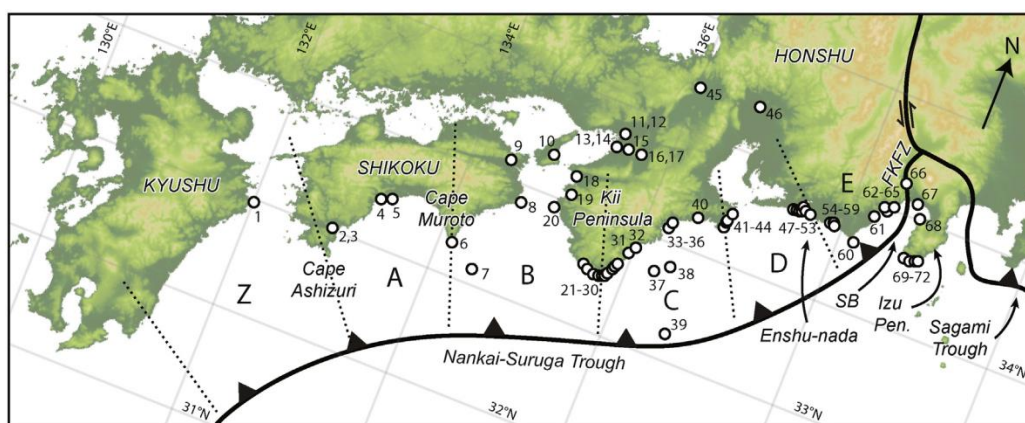 130°E
132°E
134°E
136°E
HONSHU
N
45
46
11,12
13,14
15
16,17
9
10
FKFZ
KYUSHU
SHIKOKU
18
19
Kii
Peninsula
E
62-65
66
67
68
1
2,3
4
5
Cape
Muroto
8
20
40
41-44
54-59
61
47-53
60
6
7
31
32
33-36
Cape
Ashizuri
A
B
D
Z
21-30
37
38
C
39
69-72
SB
Izu
Pen.
Enshu-nada
Sagami
Trough
Nankai-Suruga Trough
31°N
32°N
33°N
34°N